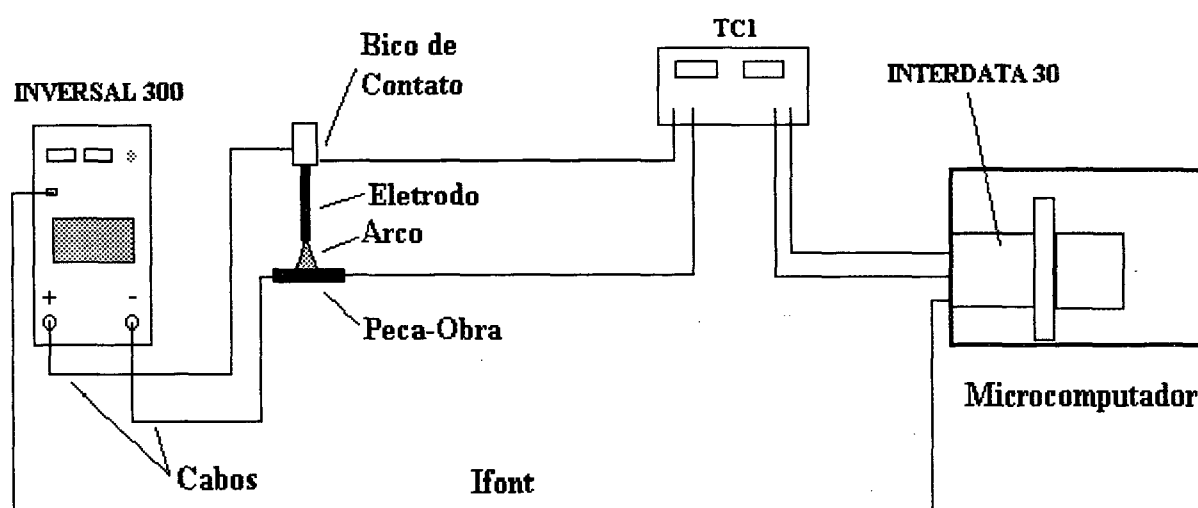 TC1
Bico de
Contato
INTERDATA 30
INVERSAL 300
Eletrodo
Arco
+ -
Peca-Obra
Microcomputador
Cabos
Ifont